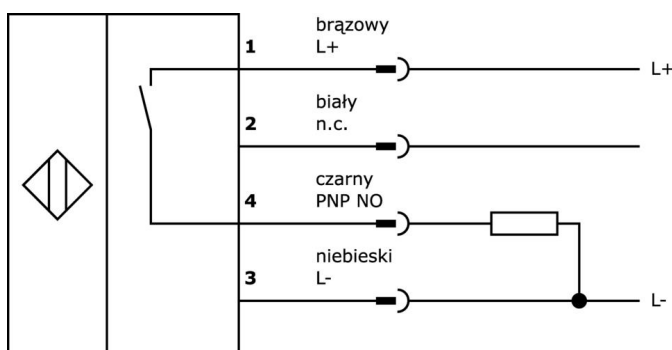 brązowy
1 L+
L+
biały
2 n.c.
czarny
4 PNP NO
niebieski
3 L-
L-